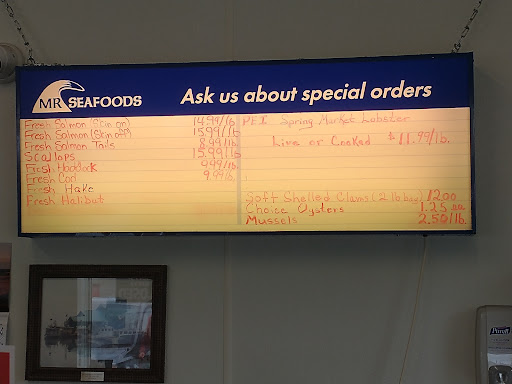 MR SEAFOODS
Ask us about special orders
Fresh Salmon (Skin on) 14.99/lb
Fresh Salmon (Skin off) 15.99/lb
Fresh Salmon Tails 8.99/lb
Scallops 15.99/lb
Fresh Haddock 9.99/lb
Fresh Cod 9.99/lb
Fresh Hake
Fresh Halibut
PEI Spring Market Lobster
Live or Cooked $11.99/lb.
Soft Shelled Clams (2 lb bag) 12.00
Choice Oysters 1.25 ea
Mussels 2.50/lb.
Purell